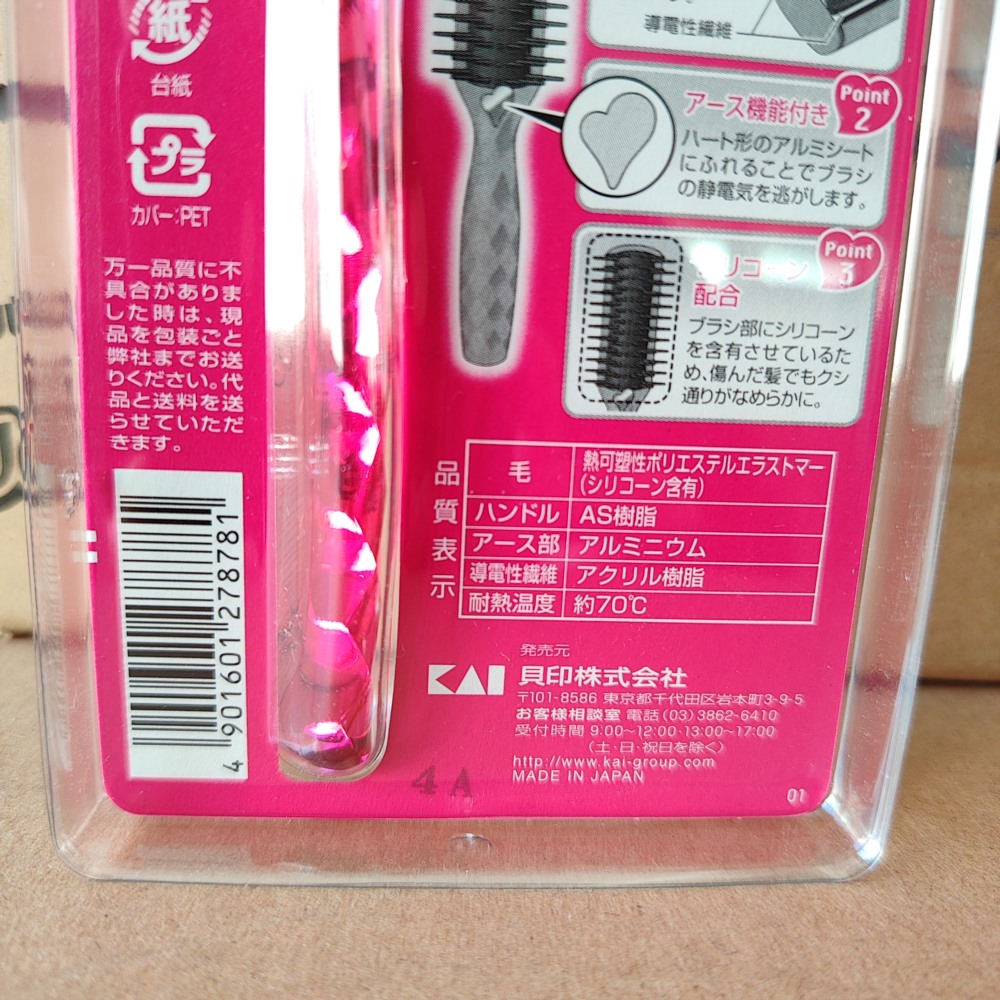 紙
台紙
プラ
カバー:PET
万一品質に不
具合がありま
した時は、現
品を包装ごと
弊社までお送
りください。代
品と送料を送
らせていただ
きます。
4 901601 278781
導電性繊維
Point
2
アース機能付き
ハート形のアルミシート
にふれることでブラシ
の静電気を逃がします。
Point
3
シリコーン
配合
ブラシ部にシリコーン
を含有させているた
め、傷んだ髪でもクシ
通りがなめらかに。
品質表示
毛 熱可塑性ポリエステルエラストマー
(シリコーン含有)
ハンドル AS樹脂
アース部 アルミニウム
導電性繊維 アクリル樹脂
耐熱温度 約70℃
発売元
KAI 貝印株式会社
〒101-8586 東京都千代田区岩本町3-9-5
お客様相談室 電話(03)3862-6410
受付時間 9:00~12:00・13:00~17:00
(土・日・祝日を除く)
http://www.kai-group.com
MADE IN JAPAN
01
4A